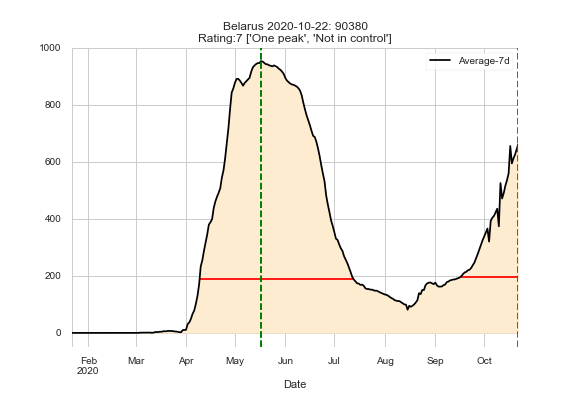 Belarus 2020-10-22: 90380
Rating:7 ['One peak', 'Not in control']
1000
800
600
400
200
0
Average-7d
Feb
2020
Mar
Apr
May
Jun
Jul
Aug
Sep
Oct
Date